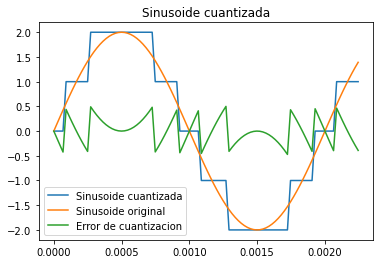 Sinusoide cuantizada
2.0
1.5
1.0
0.5
0.0
−0.5
−1.0
−1.5
−2.0
Sinusoide cuantizada
Sinusoide original
Error de cuantizacion
0.0000 0.0005 0.0010 0.0015 0.0020